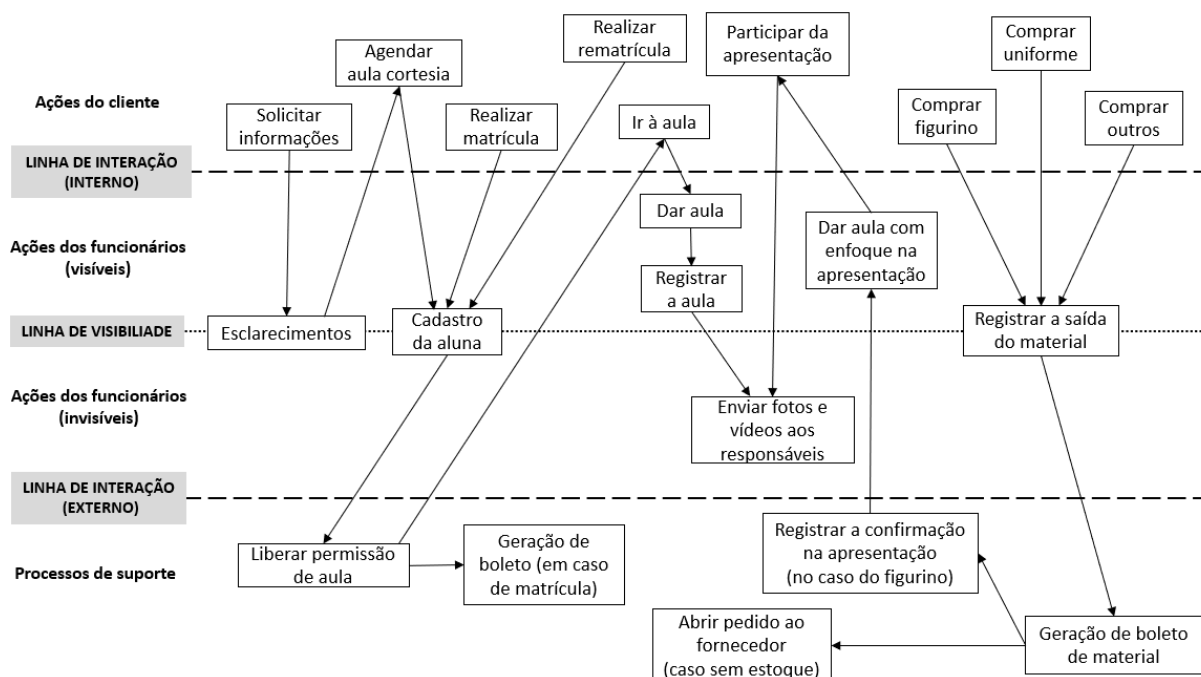 Realizar
rematrícula
Participar da
apresentação
Comprar
uniforme
Agendar
aula cortesia
Ações do cliente
Solicitar
informações
Realizar
matrícula
Ir à aula
Comprar
figurino
Comprar
outros
LINHA DE INTERAÇÃO
(INTERNO)
Dar aula
Ações dos funcionários
(visíveis)
Dar aula com
enfoque na
apresentação
Registrar
a aula
LINHA DE VISIBILIADE
Esclarecimentos
Cadastro
da aluna
Registrar a saída
do material
Ações dos funcionários
(invisíveis)
Enviar fotos e
vídeos aos
responsáveis
LINHA DE INTERAÇÃO
(EXTERNO)
Processos de suporte
Liberar permissão
de aula
Geração de
boleto (em caso
de matrícula)
Registrar a confirmação
na apresentação
(no caso do figurino)
Abrir pedido ao
fornecedor
(caso sem estoque)
Geração de boleto
de material